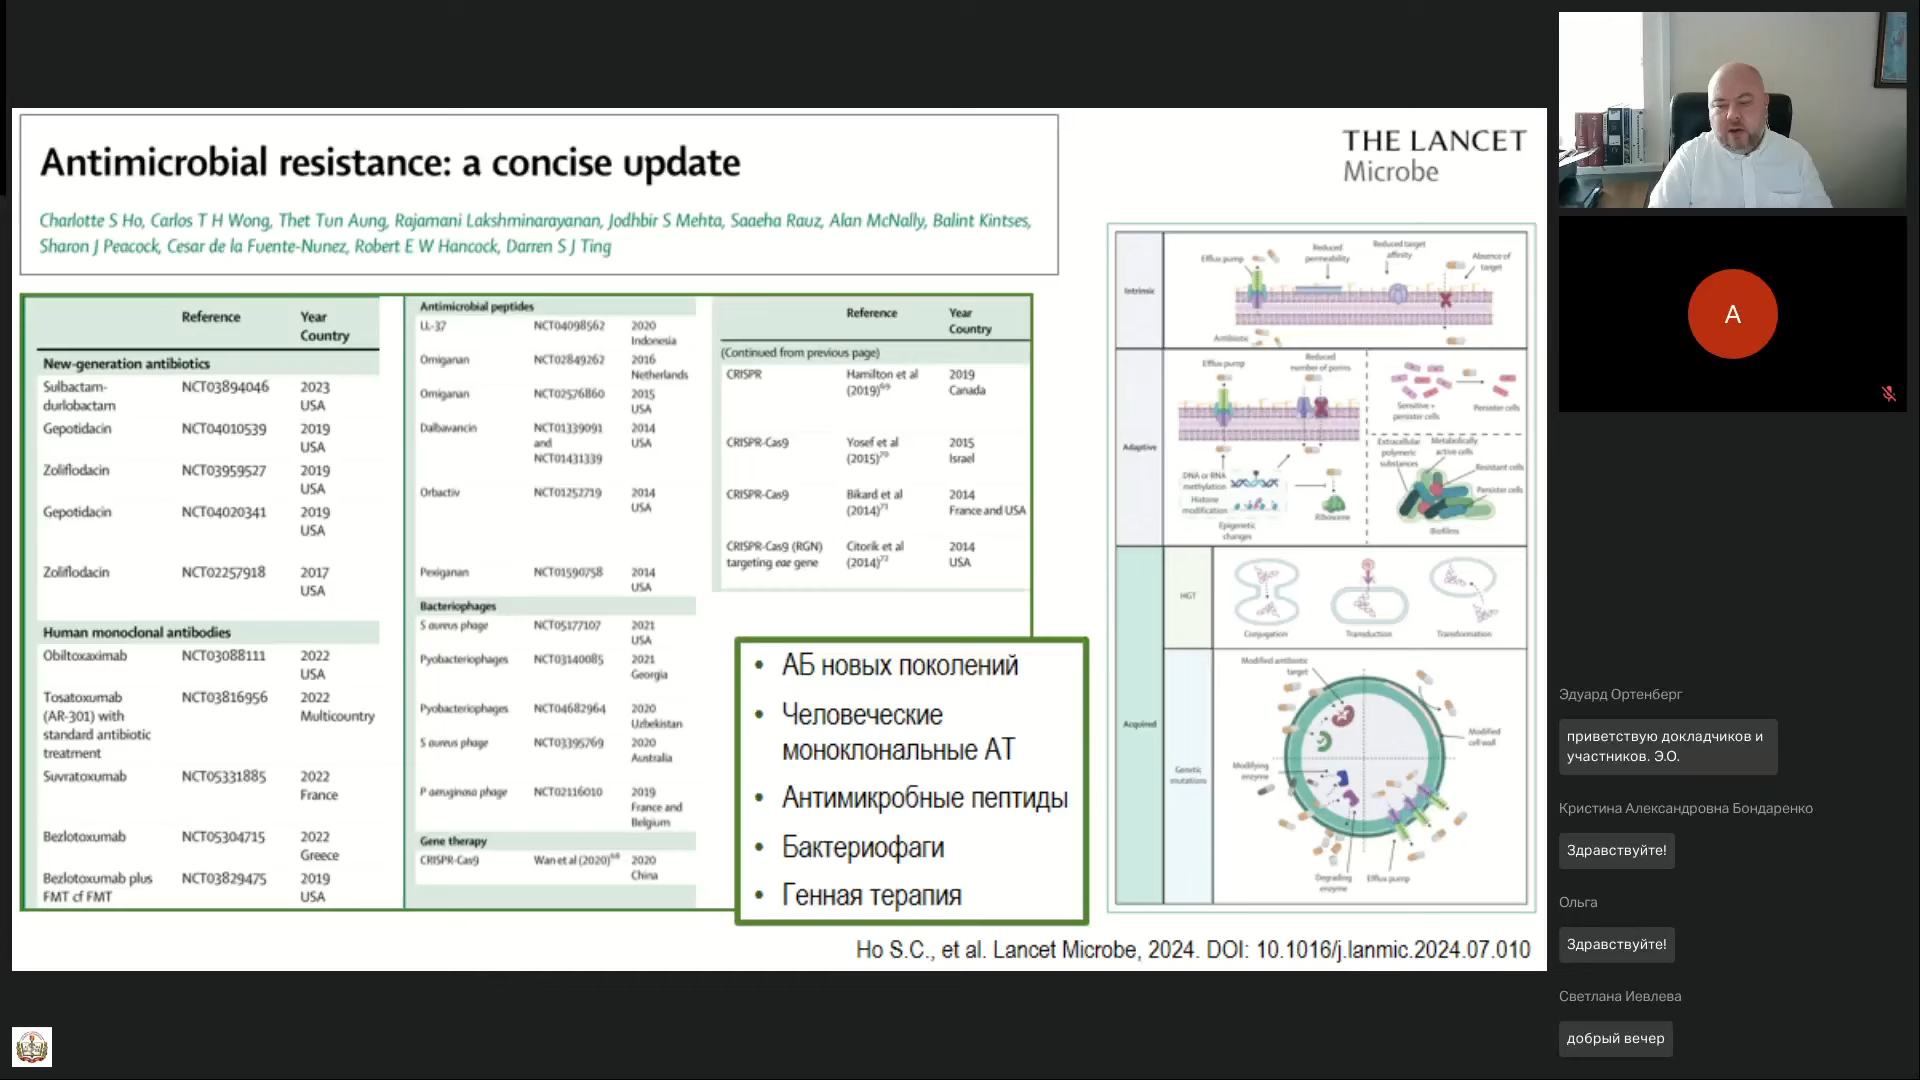 Antimicrobial resistance: a concise update
Charlotte S Ho, Carlos T H Wong, Thet Tun Aung, Rajamani Lakshminarayanan, Jodhbir S Mehta, Saaeha Rauz, Alan McNally, Balint Kintses,
Sharon J Peacock, Cesar de la Fuente-Nunez, Robert E W Hancock, Darren S J Ting
THE LANCET
Microbe
Reference Year
Country
New-generation antibiotics
Sulbactam- NCT03894046 2023
durlobactam USA
Gepotidacin NCT04010539 2019
USA
Zoliflodacin NCT03959527 2019
USA
Gepotidacin NCT04020341 2019
USA
Zoliflodacin NCT02257918 2017
USA
Human monoclonal antibodies
Obiltoxaximab NCT03088111 2022
USA
Tosatoxumab NCT03816956 2022
(AR-301) with Multicountry
standard antibiotic
treatment
Suvratoxumab NCT05331885 2022
France
Bezlotoxumab NCT05304715 2022
Greece
Bezlotoxumab plus NCT03829475 2019
FMT cf FMT USA
Antimicrobial peptides
LL-37 NCT04098562 2020
Indonesia
Omiganan NCT02849262 2016
Netherlands
Omiganan NCT02576860 2015
USA
Dalbavancin NCT01339091 2014
and USA
NCT01431339
Orbactiv NCT01252719 2014
USA
Pexiganan NCT01590758 2014
USA
Bacteriophages
S aureus phage NCT05177107 2021
USA
Pyobacteriophages NCT03140085 2021
Georgia
Pyobacteriophages NCT04682964 2020
Uzbekistan
S aureus phage NCT03395769 2020
Australia
P aeruginosa phage NCT02116010 2019
France and
Belgium
Gene therapy
CRISPR-Cas9 Wan et al (2020)⁶⁸ 2020
China
Reference Year
Country
(Continued from previous page)
CRISPR Hamilton et al 2019
(2019)⁶⁹ Canada
CRISPR-Cas9 Yosef et al 2015
(2015)⁷⁰ Israel
CRISPR-Cas9 Bikard et al 2014
(2014)⁷¹ France and USA
CRISPR-Cas9 (RGN) Citorik et al 2014
targeting eae gene (2014)⁷² USA
• АБ новых поколений
• Человеческие
моноклональные АТ
• Антимикробные пептиды
• Бактериофаги
• Генная терапия
Intrinsic
Efflux pump
Reduced
permeability
Reduced target
affinity
Absence of
target
Antibiotic
Adaptive
Efflux pump
Reduced
number of porins
Sensitive +
persister cells
Persister cells
DNA or RNA
methylation
Histone
modification
Epigenetic
changes
Ribosome
Extracellular
polymeric
substances
Metabolically
active cells
Resistant cells
Persister cells
Biofilms
Acquired
HGT
Conjugation
Transduction
Transformation
Genetic
mutations
Modified antibiotic
target
Modified
cell wall
Modifying
enzyme
Degrading
enzyme
Efflux pump
Ho S.C., et al. Lancet Microbe, 2024. DOI: 10.1016/j.lanmic.2024.07.010
A
Эдуард Ортенберг
приветствую докладчиков и
участников. Э.О.
Кристина Александровна Бондаренко
Здравствуйте!
Ольга
Здравствуйте!
Светлана Иевлева
добрый вечер